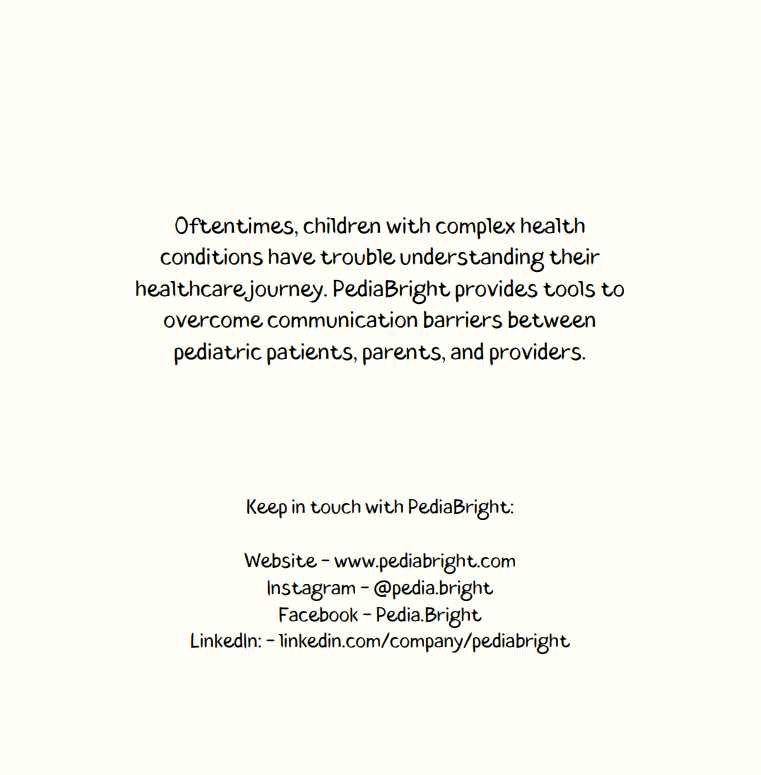 Oftentimes, children with complex health
conditions have trouble understanding their
healthcare journey. PediaBright provides tools to
overcome communication barriers between
pediatric patients, parents, and providers.
Keep in touch with PediaBright:
Website - www.pediabright.com
Instagram - @pedia.bright
Facebook - Pedia.Bright
LinkedIn: - linkedin.com/company/pediabright